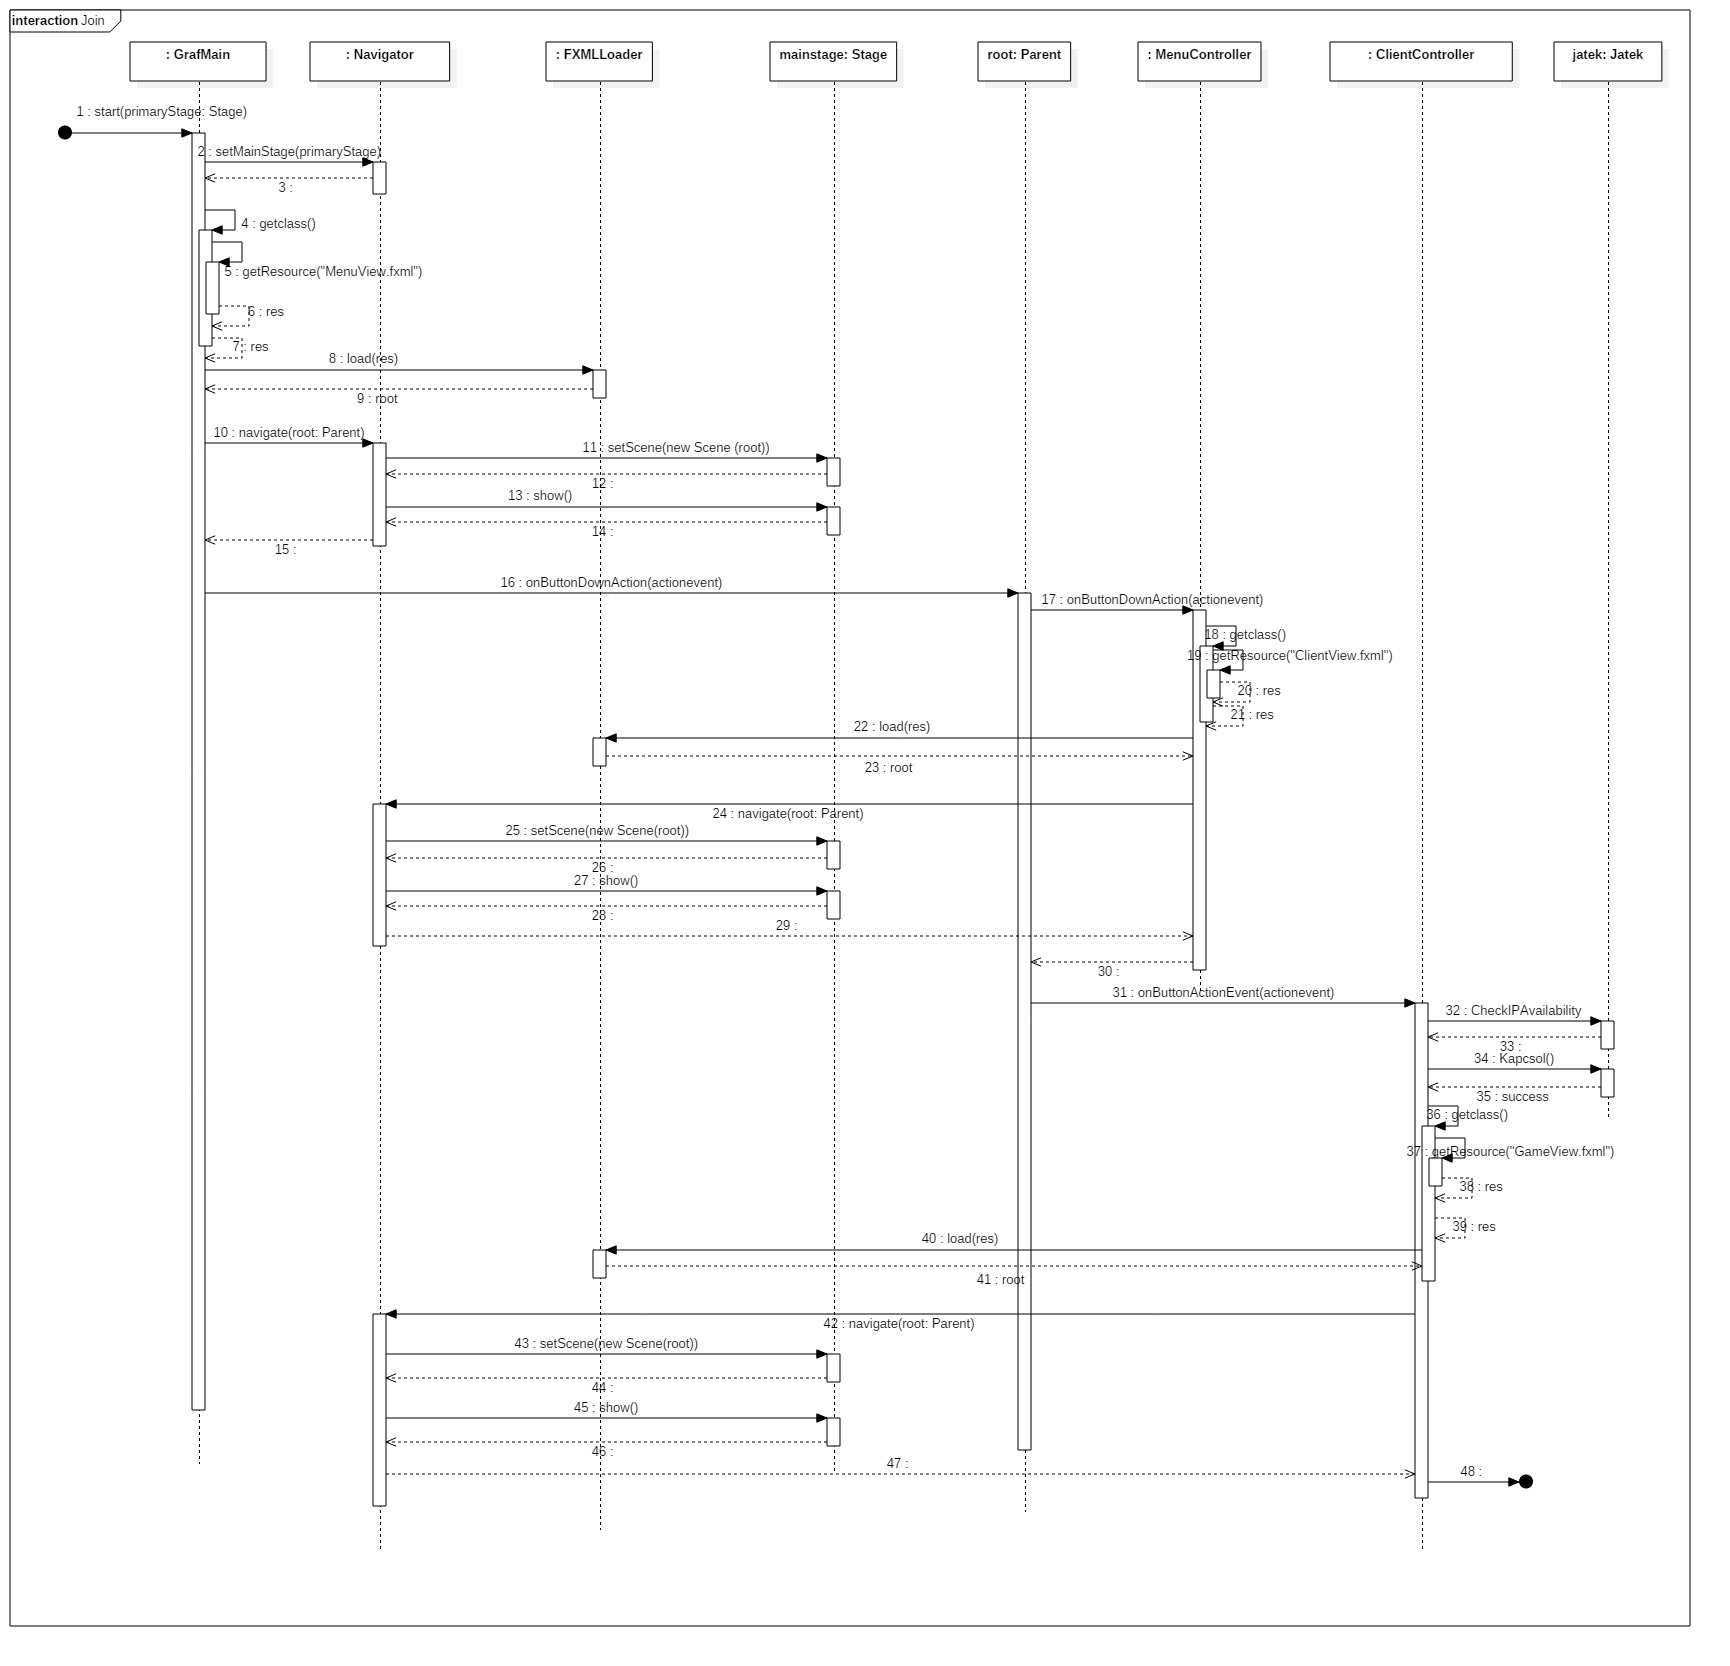 interaction Join
: GrafMain
: Navigator
: FXMLLoader
mainstage: Stage
root: Parent
: MenuController
: ClientController
jatek: Jatek
1 : start(primaryStage: Stage)
2 : setMainStage(primaryStage)
3 :
4 : getclass()
5 : getResource("MenuView.fxml")
6 : res
7 : res
8 : load(res)
9 : root
10 : navigate(root: Parent)
11 : setScene(new Scene (root))
12 :
13 : show()
14 :
15 :
16 : onButtonDownAction(actionevent)
17 : onButtonDownAction(actionevent)
18 : getclass()
19 : getResource("ClientView.fxml")
20 : res
21 : res
22 : load(res)
23 : root
24 : navigate(root: Parent)
25 : setScene(new Scene(root))
26 :
27 : show()
28 :
29 :
30 :
31 : onButtonActionEvent(actionevent)
32 : CheckIPAvailability
33 :
34 : Kapcsol()
35 : success
36 : getclass()
37 : getResource("GameView.fxml")
38 : res
39 : res
40 : load(res)
41 : root
42 : navigate(root: Parent)
43 : setScene(new Scene(root))
44 :
45 : show()
46 :
47 :
48 :